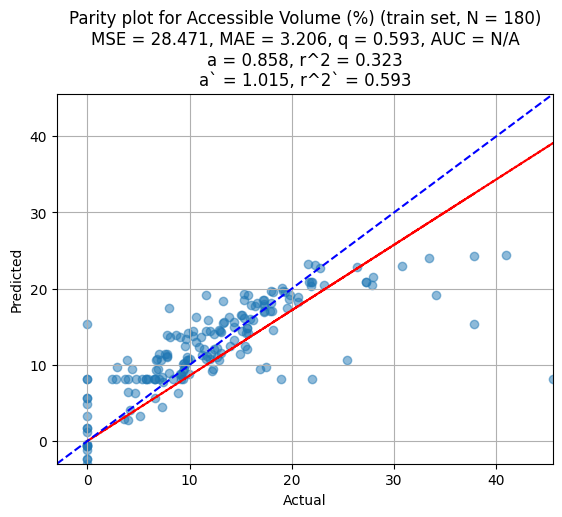 Parity plot for Accessible Volume (%) (train set, N = 180)
MSE = 28.471, MAE = 3.206, q = 0.593, AUC = N/A
a = 0.858, r^2 = 0.323
a` = 1.015, r^2` = 0.593
40
30
20
10
0
Predicted
0 10 20 30 40
Actual